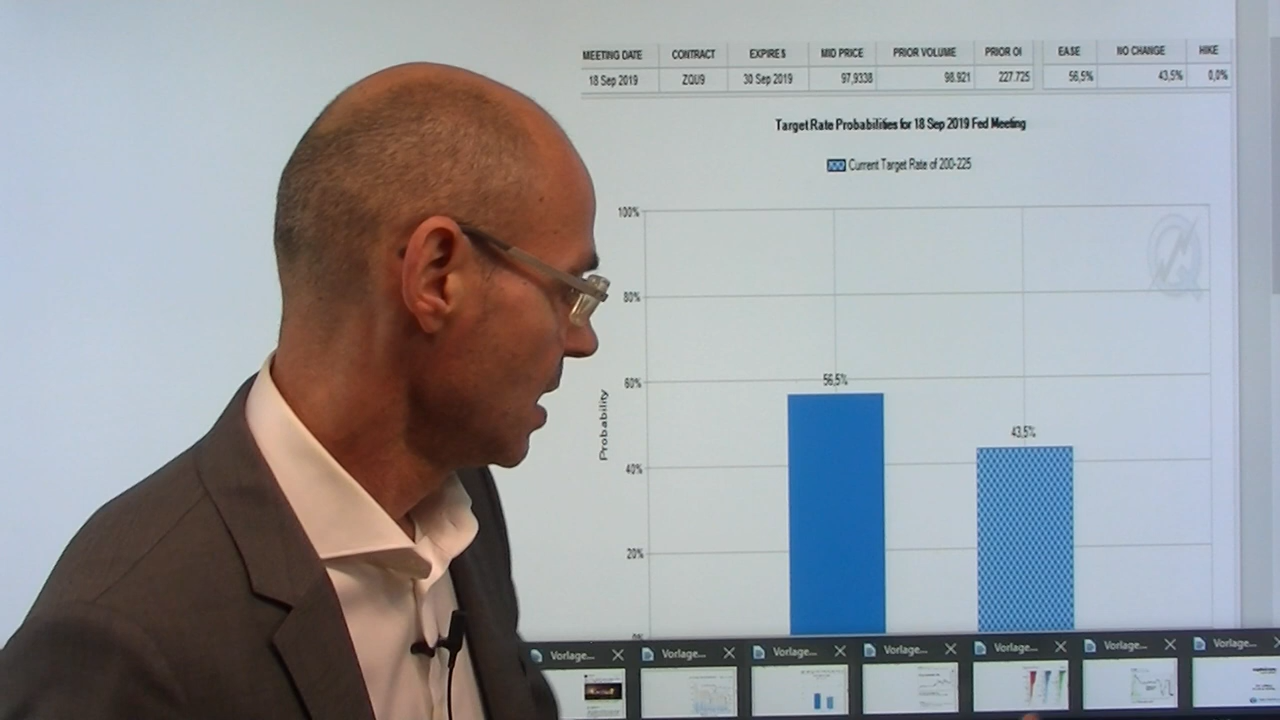 MEETING DATE CONTRACT EXPIRES MID PRICE PRIOR VOLUME PRIOR OI EASE NO CHANGE HIKE
18 Sep 2019 ZQU9 30 Sep 2019 97,9338 98.921 227.725 56,5% 43,5% 0,0%
Target Rate Probabilities for 18 Sep 2019 Fed Meeting
Current Target Rate of 200-225
100%
80%
60%
40%
20%
0%
Probability
56,5%
43,5%
Vorlage... Vorlage... Vorlage... Vorlage... Vorlage... Vorlage... Vorlage...